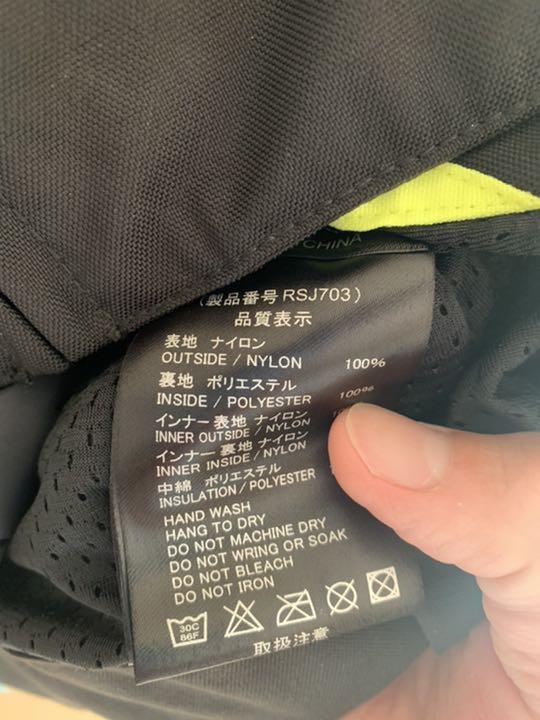 CHINA
(製品番号 RSJ703)
品質表示
表地 ナイロン
OUTSIDE / NYLON 100%
裏地 ポリエステル
INSIDE / POLYESTER 100%
インナー表地 ナイロン
INNER OUTSIDE / NYLON
インナー裏地 ナイロン
INNER INSIDE / NYLON
中綿 ポリエステル
INSULATION / POLYESTER
HAND WASH
HANG TO DRY
DO NOT MACHINE DRY
DO NOT WRING OR SOAK
DO NOT BLEACH
DO NOT IRON
30C
86F
取扱注意